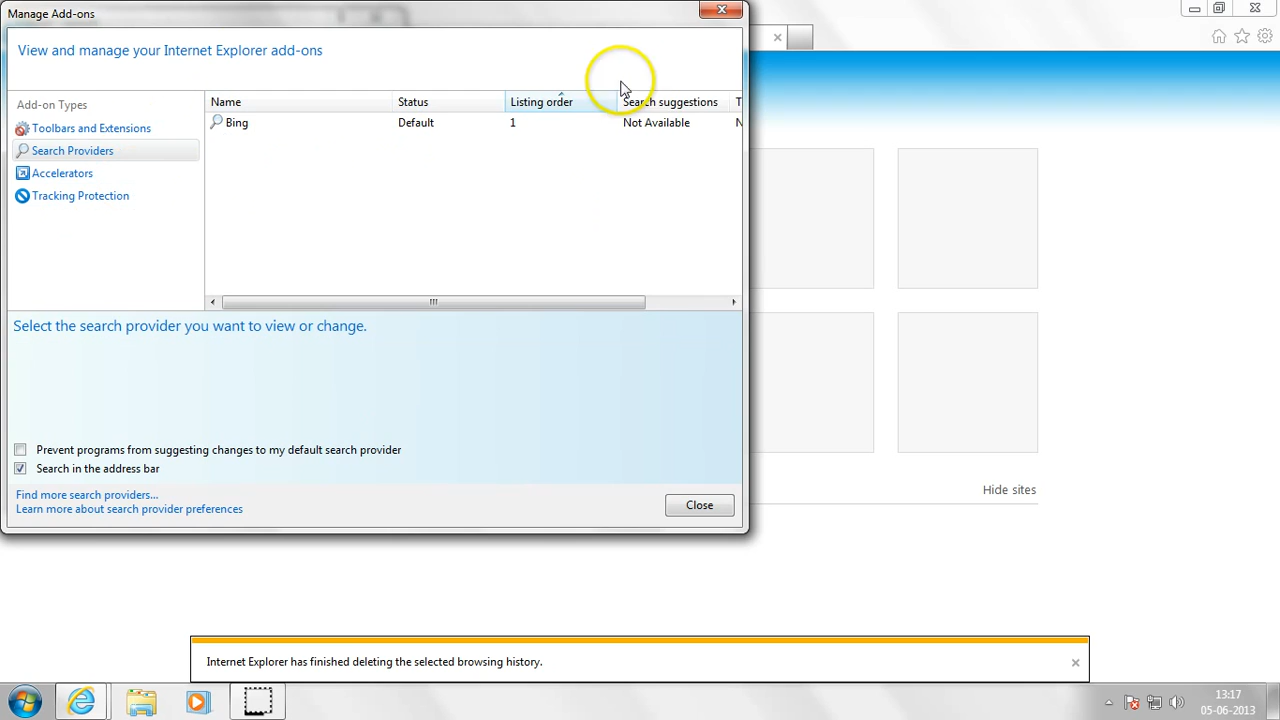 Manage Add-ons
View and manage your Internet Explorer add-ons
Add-on Types
Toolbars and Extensions
Search Providers
Accelerators
Tracking Protection
Name Status Listing order Search suggestions T
Bing Default 1 Not Available N
Select the search provider you want to view or change.
Prevent programs from suggesting changes to my default search provider
Search in the address bar
Find more search providers...
Learn more about search provider preferences
Close
Hide sites
Internet Explorer has finished deleting the selected browsing history.
13:17
05-06-2013